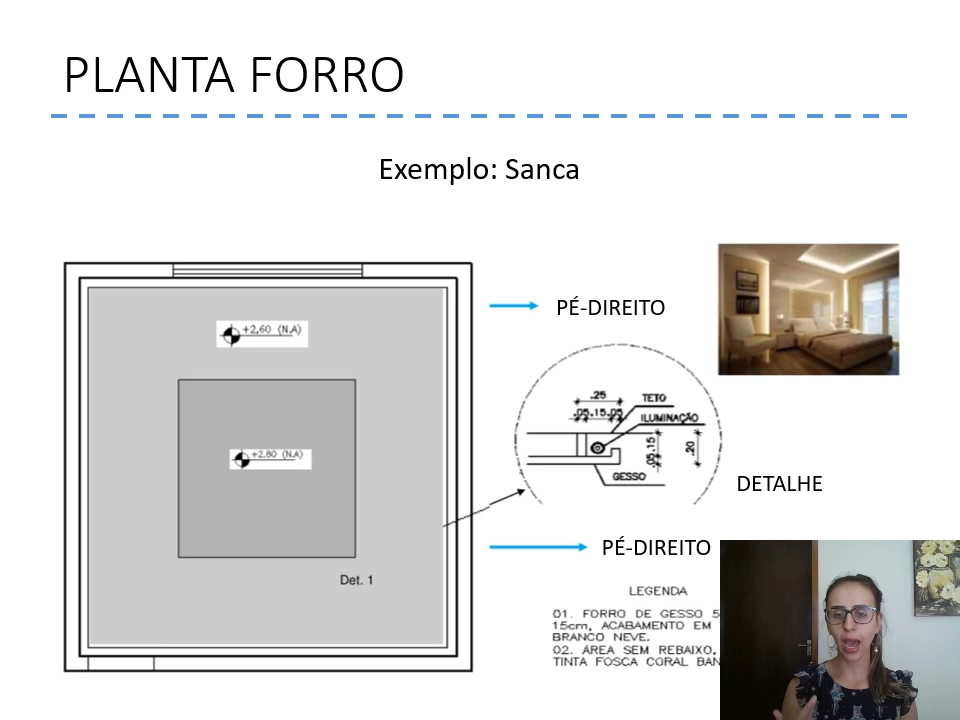 PLANTA FORRO
Exemplo: Sanca
+2,60 (N.A)
+2,80 (N.A)
Det. 1
PÉ-DIREITO
.25
TETO
.05.15.05
ILUMINAÇÃO
.05.15
.20
GESSO
DETALHE
PÉ-DIREITO
LEGENDA
01. FORRO DE GESSO
15cm, ACABAMENTO EM
BRANCO NEVE.
02. ÁREA SEM REBAIXO,
TINTA FOSCA CORAL